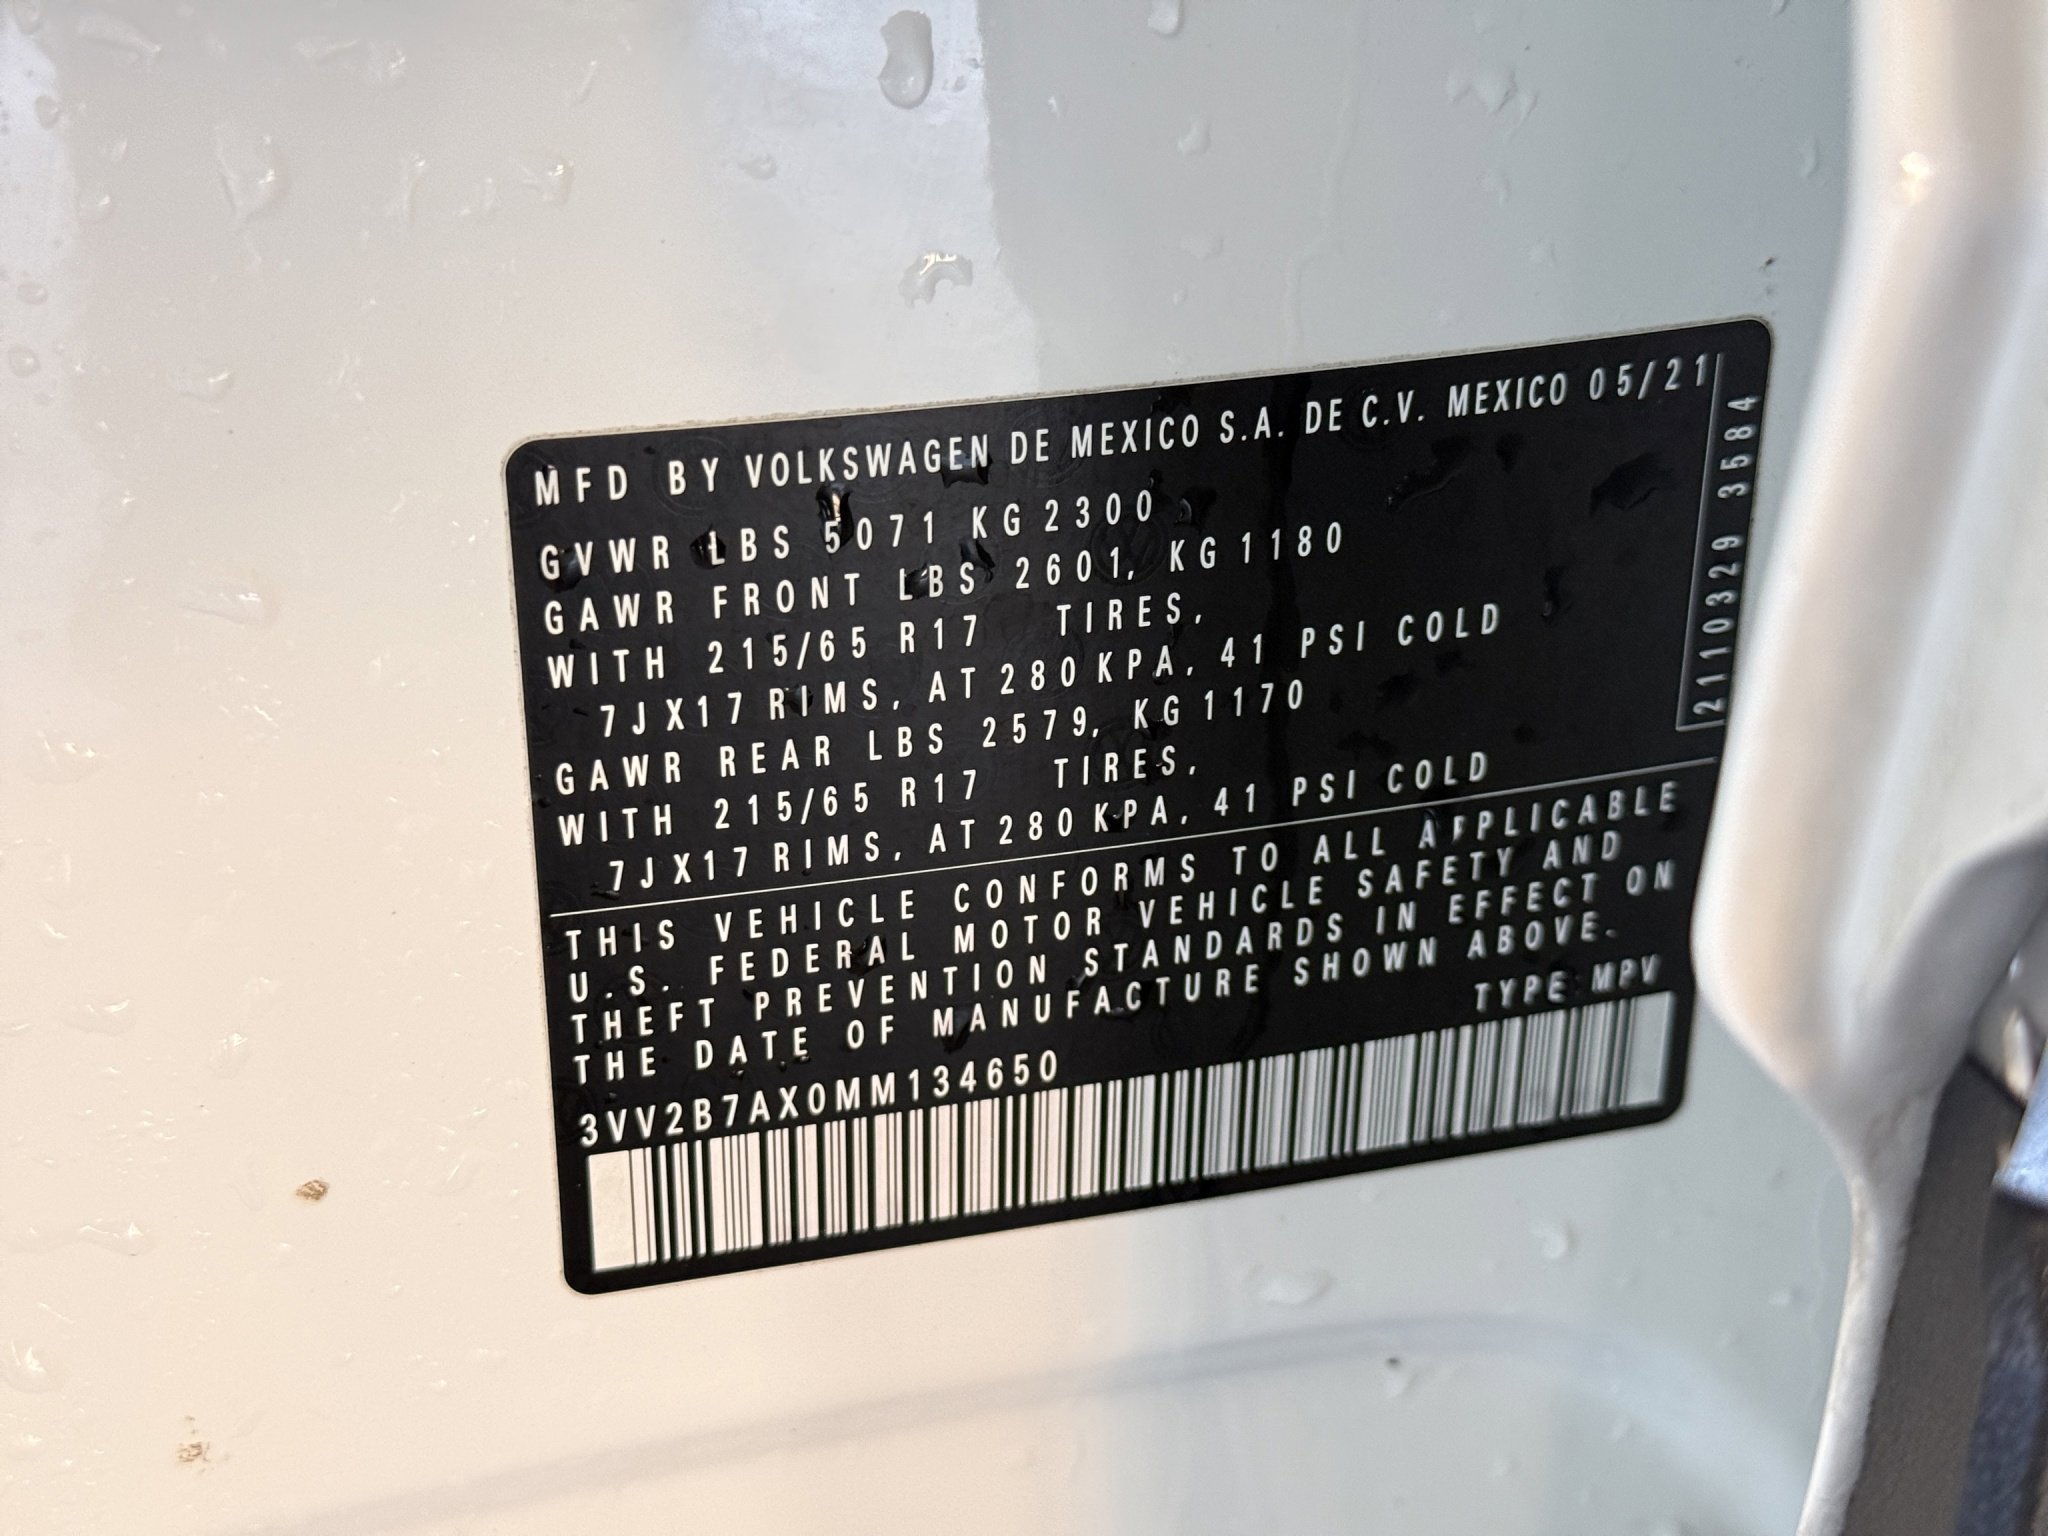 MFD BY VOLKSWAGEN DE MEXICO S.A. DE C.V. MEXICO 05/21
GVWR LBS 5071 KG 2300
GAWR FRONT LBS 2601, KG 1180
WITH 215/65 R17 TIRES,
7JX17 RIMS, AT 280 KPA, 41 PSI COLD
GAWR REAR LBS 2579, KG 1170
WITH 215/65 R17 TIRES,
7JX17 RIMS, AT 280 KPA, 41 PSI COLD
2110329 3584
THIS VEHICLE CONFORMS TO ALL APPLICABLE
U.S. FEDERAL MOTOR VEHICLE SAFETY AND
THEFT PREVENTION STANDARDS IN EFFECT ON
THE DATE OF MANUFACTURE SHOWN ABOVE.
TYPE: MPV
3VV2B7AX0MM134650